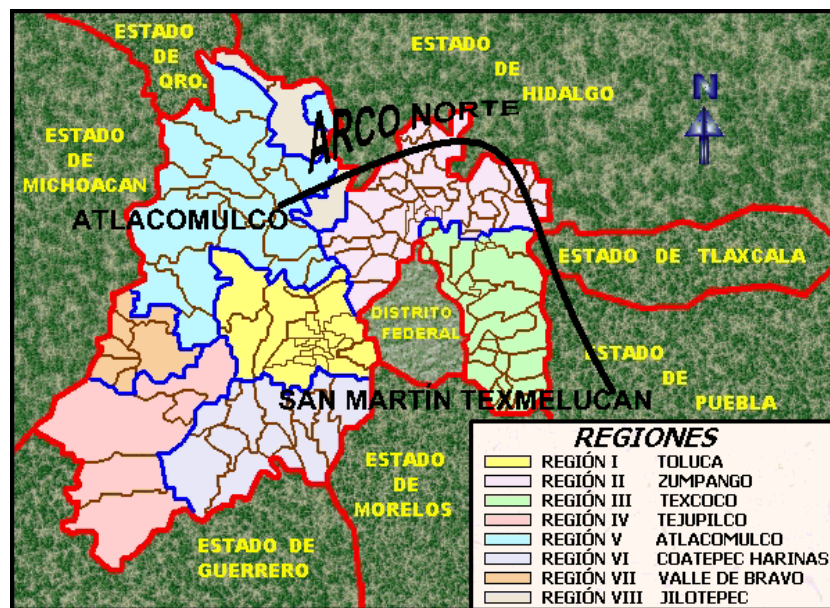 ESTADO
DE
QRO.
ESTADO
DE
HIDALGO
N
ARCO NORTE
ESTADO
DE
MICHOACAN
ATLACOMULCO
ESTADO DE TLAXCALA
DISTRITO
FEDERAL
ESTADO
DE
PUEBLA
SAN MARTÍN TEXMELUCAN
ESTADO
DE
MORELOS
ESTADO DE
GUERRERO
REGIONES
REGIÓN I TOLUCA
REGIÓN II ZUMPANGO
REGIÓN III TEXCOCO
REGIÓN IV TEJUPILCO
REGIÓN V ATLACOMULCO
REGIÓN VI COATEPEC HARINAS
REGIÓN VII VALLE DE BRAVO
REGIÓN VIII JILOTEPEC